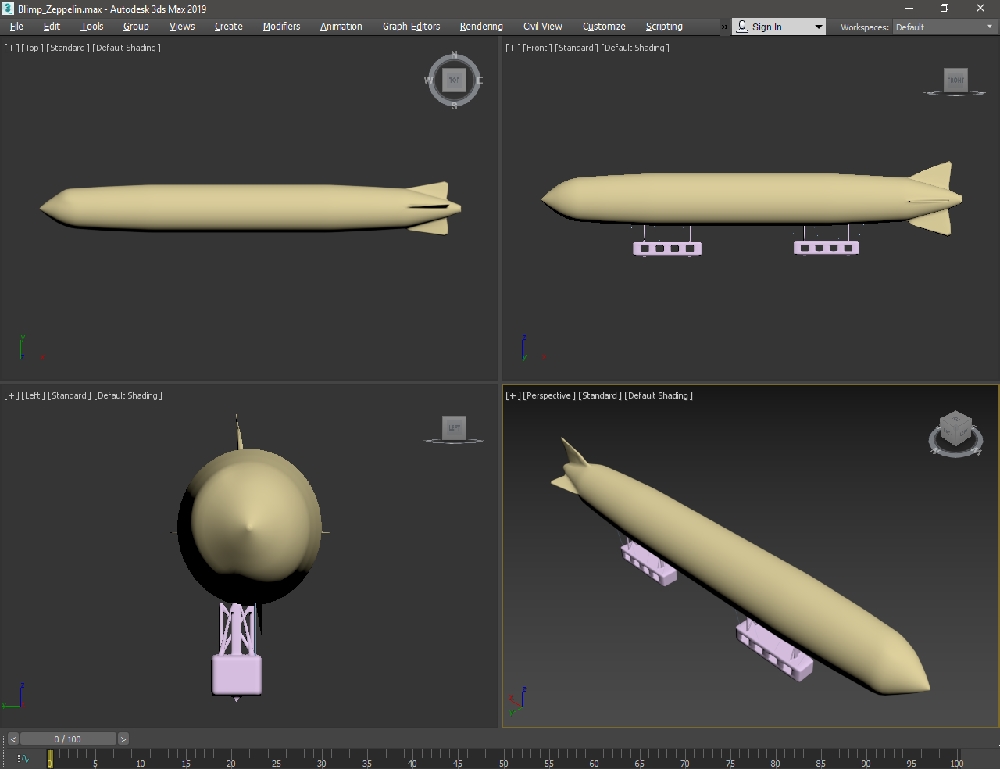 Blimp_Zeppelin.max - Autodesk 3ds Max 2019
File Edit Tools Group Views Create Modifiers Animation Graph Editors Rendering Civil View Customize Scripting » Sign In Workspaces: Default
[+] [Top] [Standard] [Default Shading]
[+] [Front] [Standard] [Default Shading]
N
W TOP E
S
FRONT
y
x
z
y x
[+] [Left] [Standard] [Default Shading]
[+] [Perspective] [Standard] [Default Shading]
LEFT
z
z
< 0 / 100 >
0 5 10 15 20 25 30 35 40 45 50 55 60 65 70 75 80 85 90 95 100